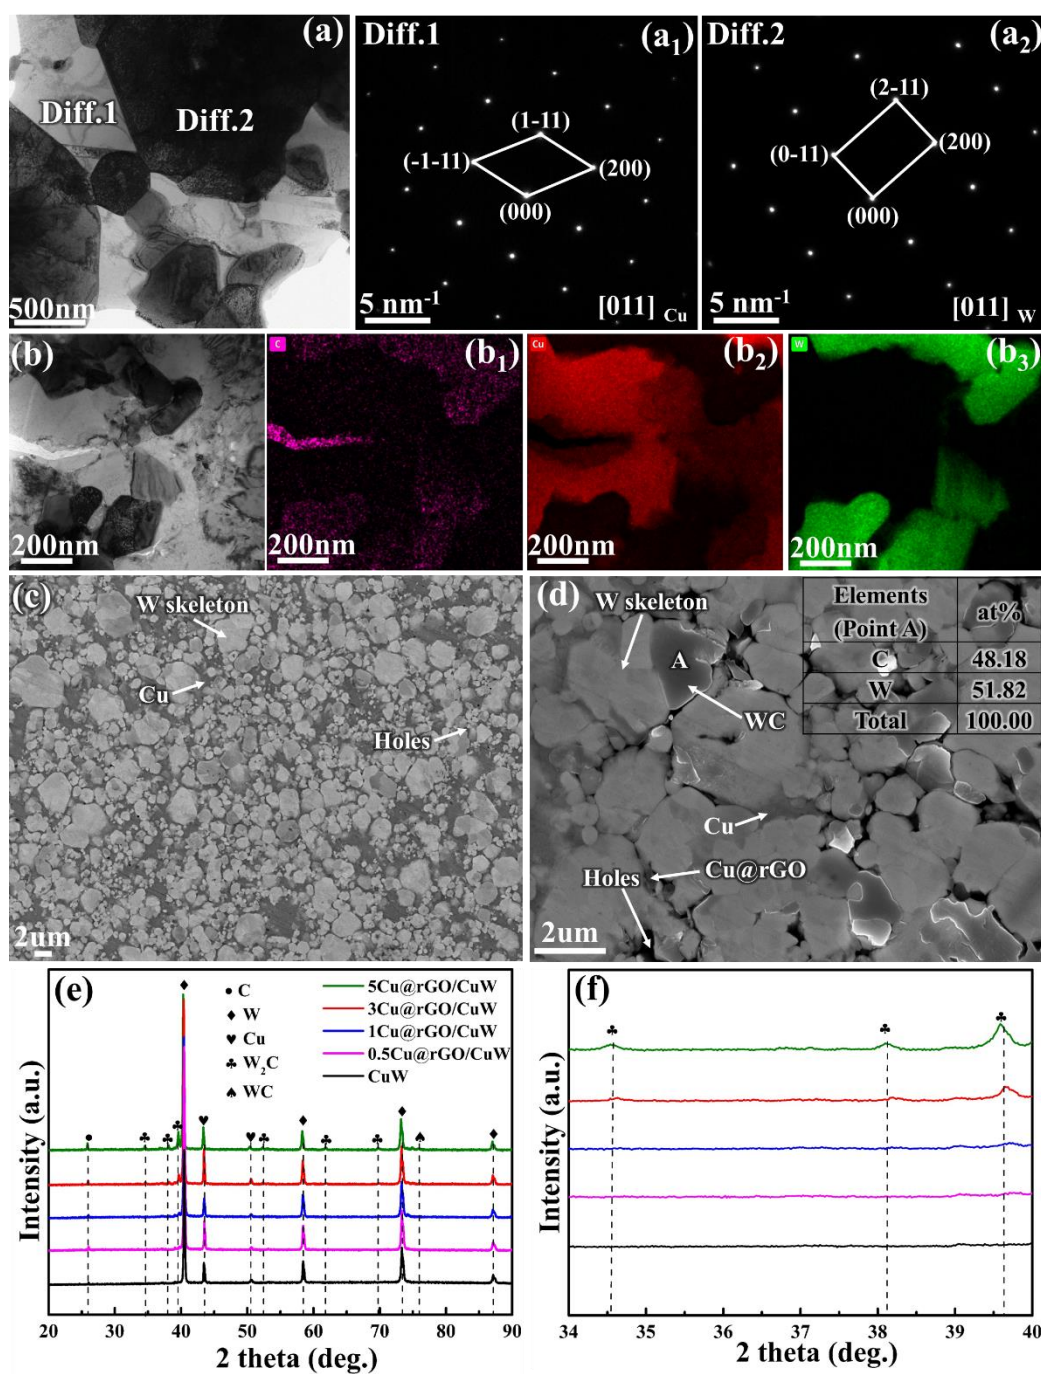 (a)
Diff.1
Diff.2
500nm
Diff.1
(a1)
(1-11)
(-1-11)
(200)
(000)
5 nm-1
[011] Cu
Diff.2
(a2)
(2-11)
(0-11)
(200)
(000)
5 nm-1
[011] W
(b)
200nm
C
(b1)
200nm
Cu
(b2)
200nm
W
(b3)
200nm
(c)
W skeleton
Cu
Holes
2um
(d)
W skeleton
A
WC
Cu
Cu@rGO
Holes
2um
Elements
(Point A)
at%
C 48.18
W 51.82
Total 100.00
(e)
● C
♦ W
♥ Cu
♣ W2C
♠ WC
5Cu@rGO/CuW
3Cu@rGO/CuW
1Cu@rGO/CuW
0.5Cu@rGO/CuW
CuW
Intensity (a.u.)
20 30 40 50 60 70 80 90
2 theta (deg.)
(f)
Intensity (a.u.)
34 35 36 37 38 39 40
2 theta (deg.)